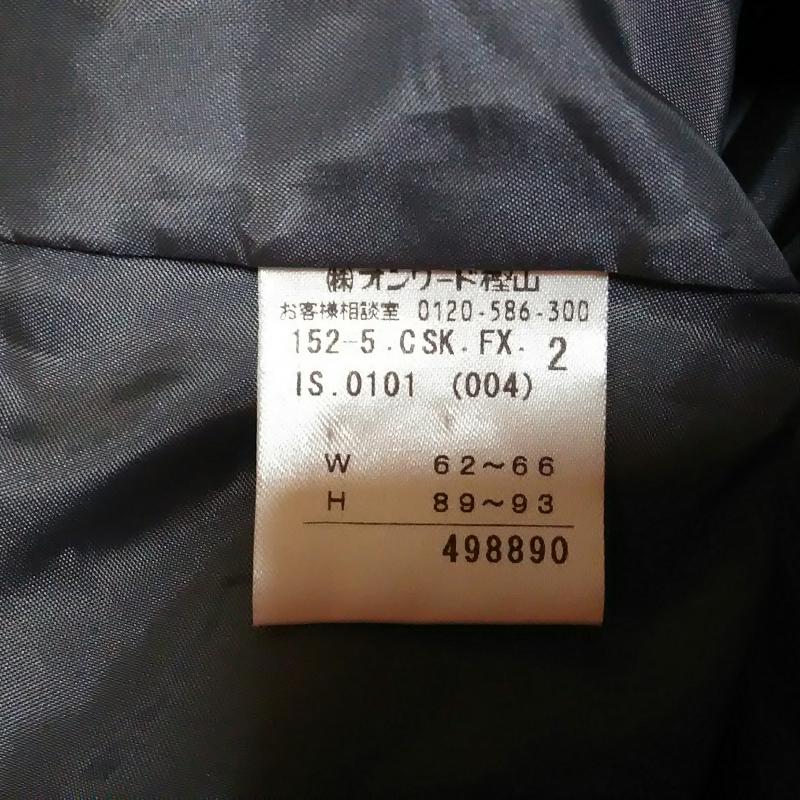 ㈱オンワード樫山
お客様相談室 0120-586-300
152-5.CSK.FX. 2
IS.0101 (004)
W 62～66
H 89～93
498890